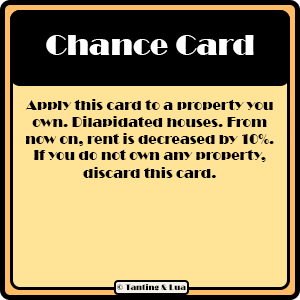 Chance Card
Apply this card to a property you
own. Dilapidated houses. From
now on, rent is decreased by 10%.
If you do not own any property,
discard this card.
© Tanting & Lua